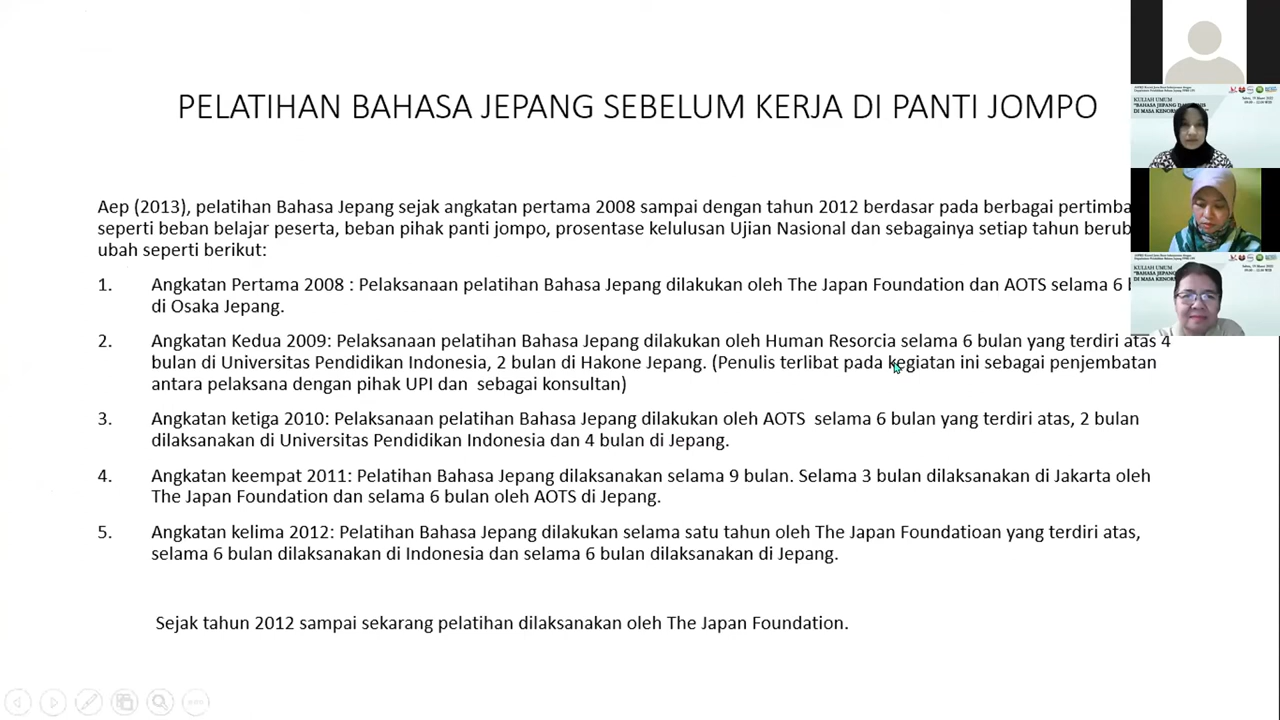 PELATIHAN BAHASA JEPANG SEBELUM KERJA DI PANTI JOMPO
Aep (2013), pelatihan Bahasa Jepang sejak angkatan pertama 2008 sampai dengan tahun 2012 berdasar pada berbagai
seperti beban belajar peserta, beban pihak panti jompo, prosentase kelulusan Ujian Nasional dan sebagainya setiap tahun
ubah seperti berikut:
1. Angkatan Pertama 2008 : Pelaksanaan pelatihan Bahasa Jepang dilakukan oleh The Japan Foundation dan AOTS selama 6
di Osaka Jepang.
2. Angkatan Kedua 2009: Pelaksanaan pelatihan Bahasa Jepang dilakukan oleh Human Resorcia selama 6 bulan yang terdiri atas 4
bulan di Universitas Pendidikan Indonesia, 2 bulan di Hakone Jepang. (Penulis terlibat pada kegiatan ini sebagai penjembatan
antara pelaksana dengan pihak UPI dan sebagai konsultan)
3. Angkatan ketiga 2010: Pelaksanaan pelatihan Bahasa Jepang dilakukan oleh AOTS selama 6 bulan yang terdiri atas, 2 bulan
dilaksanakan di Universitas Pendidikan Indonesia dan 4 bulan di Jepang.
4. Angkatan keempat 2011: Pelatihan Bahasa Jepang dilaksanakan selama 9 bulan. Selama 3 bulan dilaksanakan di Jakarta oleh
The Japan Foundation dan selama 6 bulan oleh AOTS di Jepang.
5. Angkatan kelima 2012: Pelatihan Bahasa Jepang dilakukan selama satu tahun oleh The Japan Foundatioan yang terdiri atas,
selama 6 bulan dilaksanakan di Indonesia dan selama 6 bulan dilaksanakan di Jepang.
Sejak tahun 2012 sampai sekarang pelatihan dilaksanakan oleh The Japan Foundation.
KULIAH UMUM
KULIAH UMUM